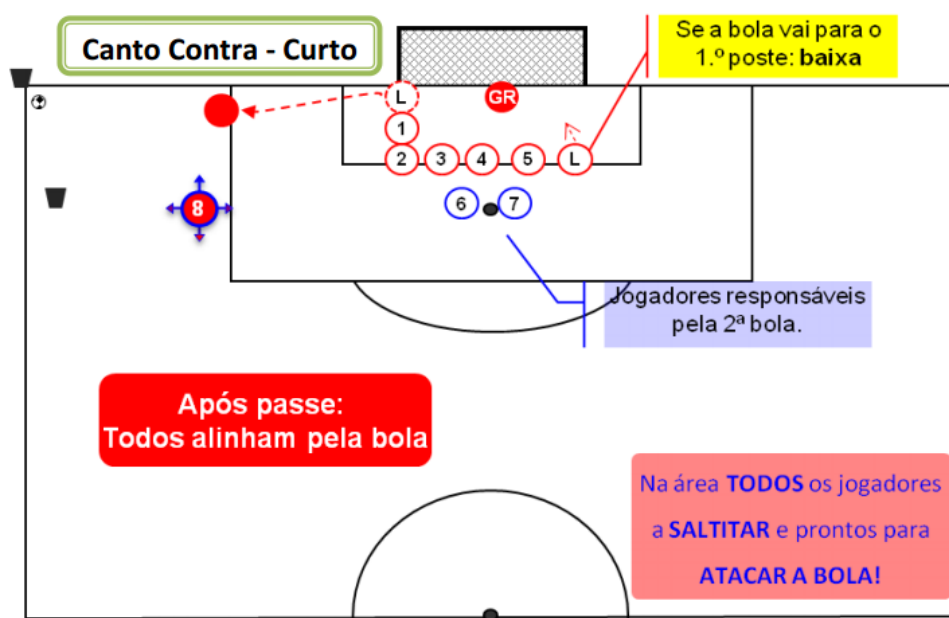 Canto Contra - Curto
Se a bola vai para o
1.º poste: baixa
L
GR
1
2
3
4
5
L
8
6
7
Jogadores responsáveis
pela 2ª bola.
Após passe:
Todos alinham pela bola
Na área TODOS os jogadores
a SALTITAR e prontos para
ATACAR A BOLA!